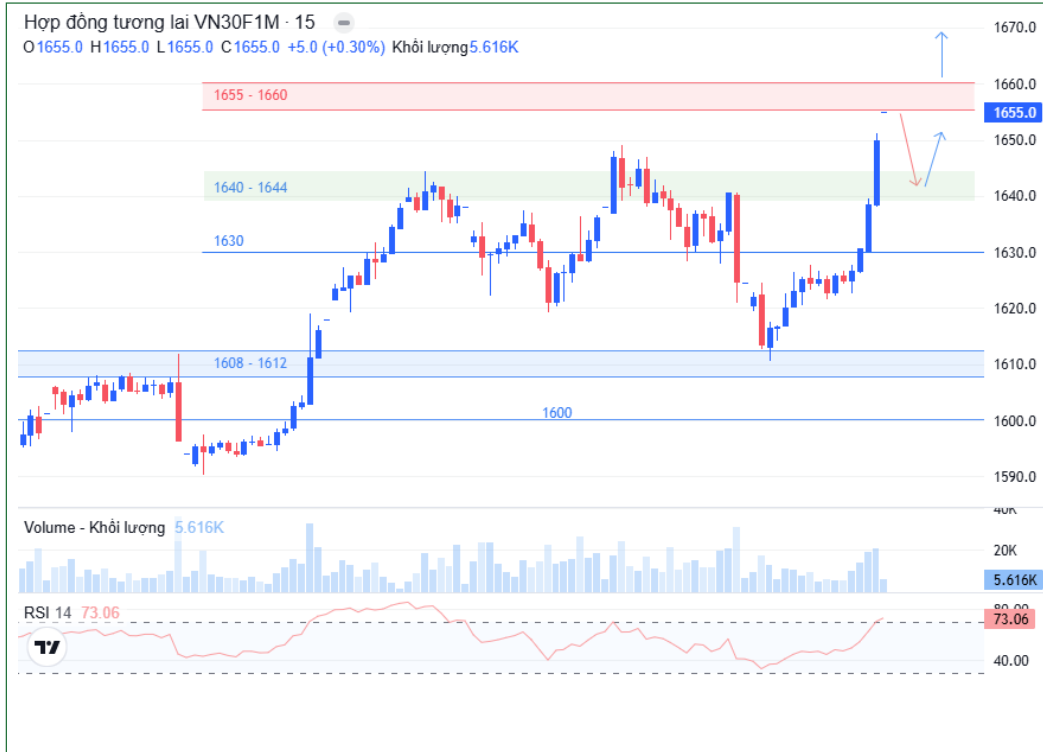 Hợp đồng tương lai VN30F1M · 15
O1655.0 H1655.0 L1655.0 C1655.0 +5.0 (+0.30%) Khối lượng5.616K
1670.0
1660.0
1655 - 1660
1655.0
1650.0
1640 - 1644
1640.0
1630
1630.0
1620.0
1608 - 1612
1610.0
1600
1600.0
1590.0
40K
Volume - Khối lượng 5.616K
20K
5.616K
RSI 14 73.06
80.00
73.06
40.00